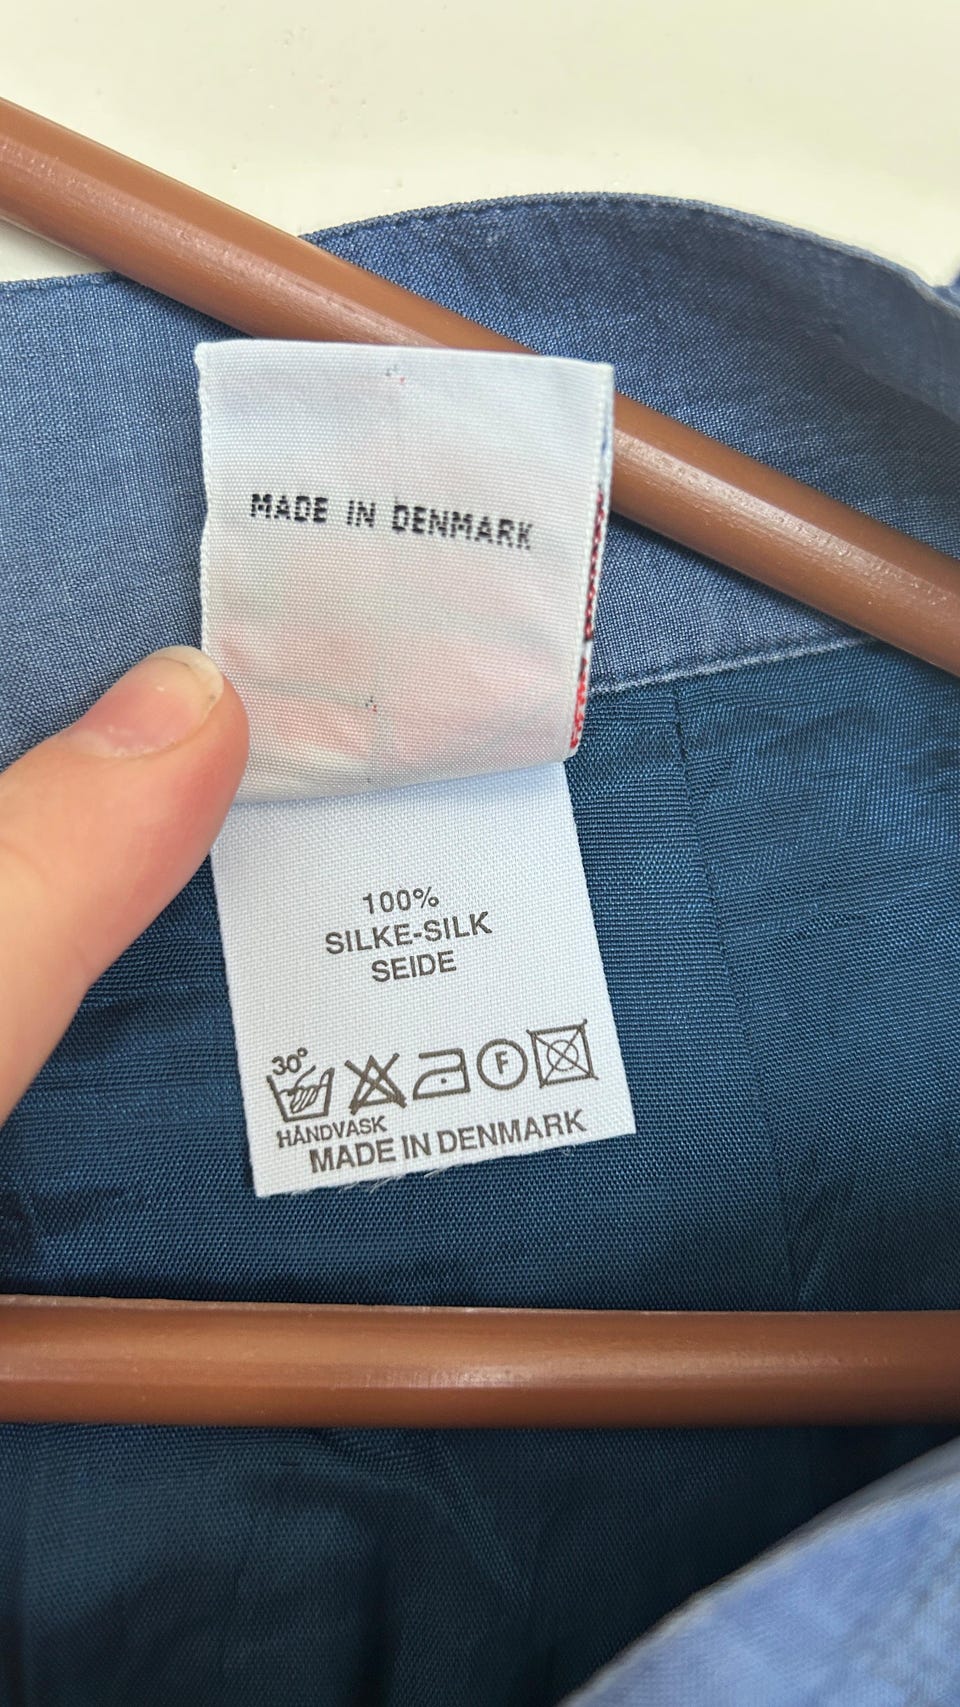 MADE IN DENMARK
100%
SILKE-SILK
SEIDE
30°
F
HÅNDVASK
MADE IN DENMARK